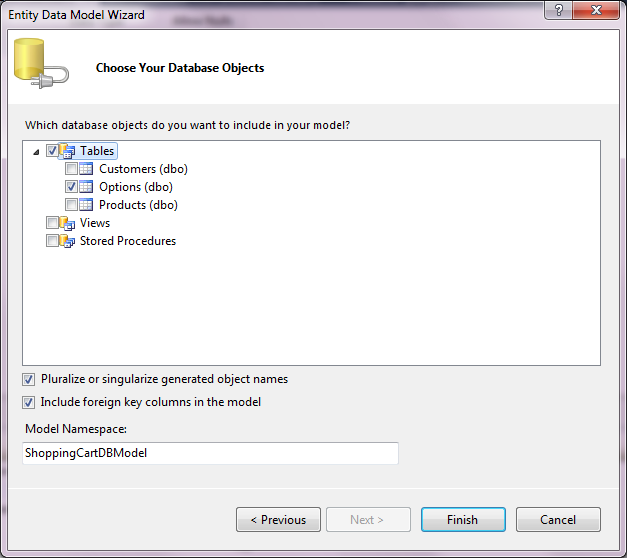 Entity Data Model Wizard
Choose Your Database Objects
Which database objects do you want to include in your model?
Tables
Customers (dbo)
Options (dbo)
Products (dbo)
Views
Stored Procedures
Pluralize or singularize generated object names
Include foreign key columns in the model
Model Namespace:
ShoppingCartDBModel
< Previous
Next >
Finish
Cancel